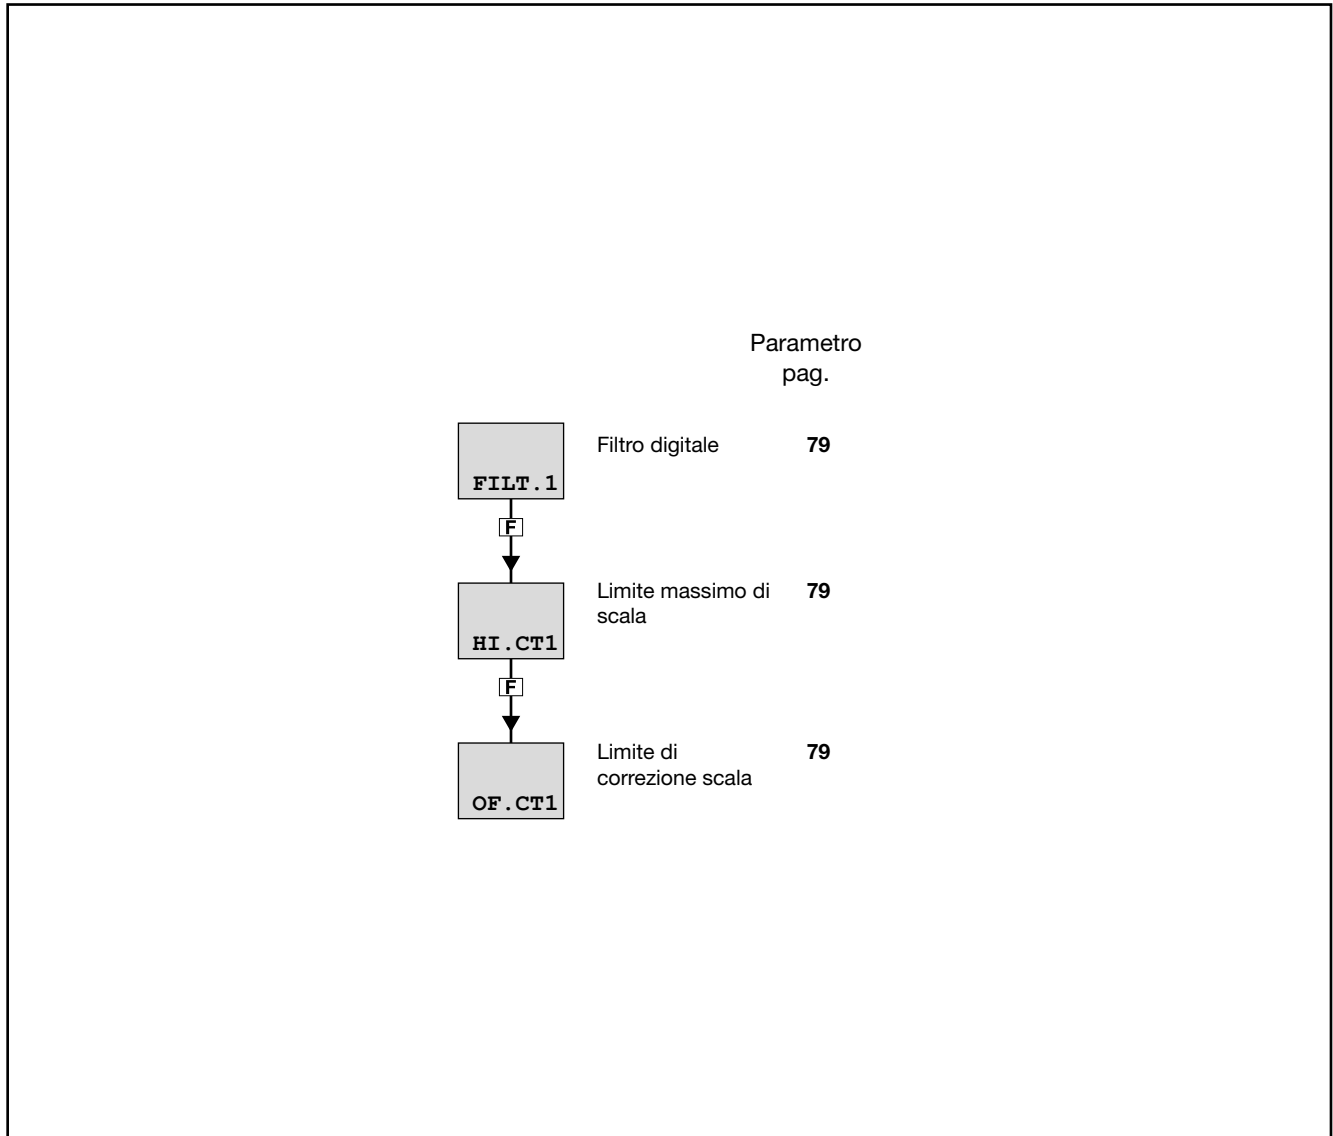 Parametro
pag.
Filtro digitale 79
FILT.1
F
Limite massimo di 79
scala
HI.CT1
F
Limite di 79
correzione scala
OF.CT1